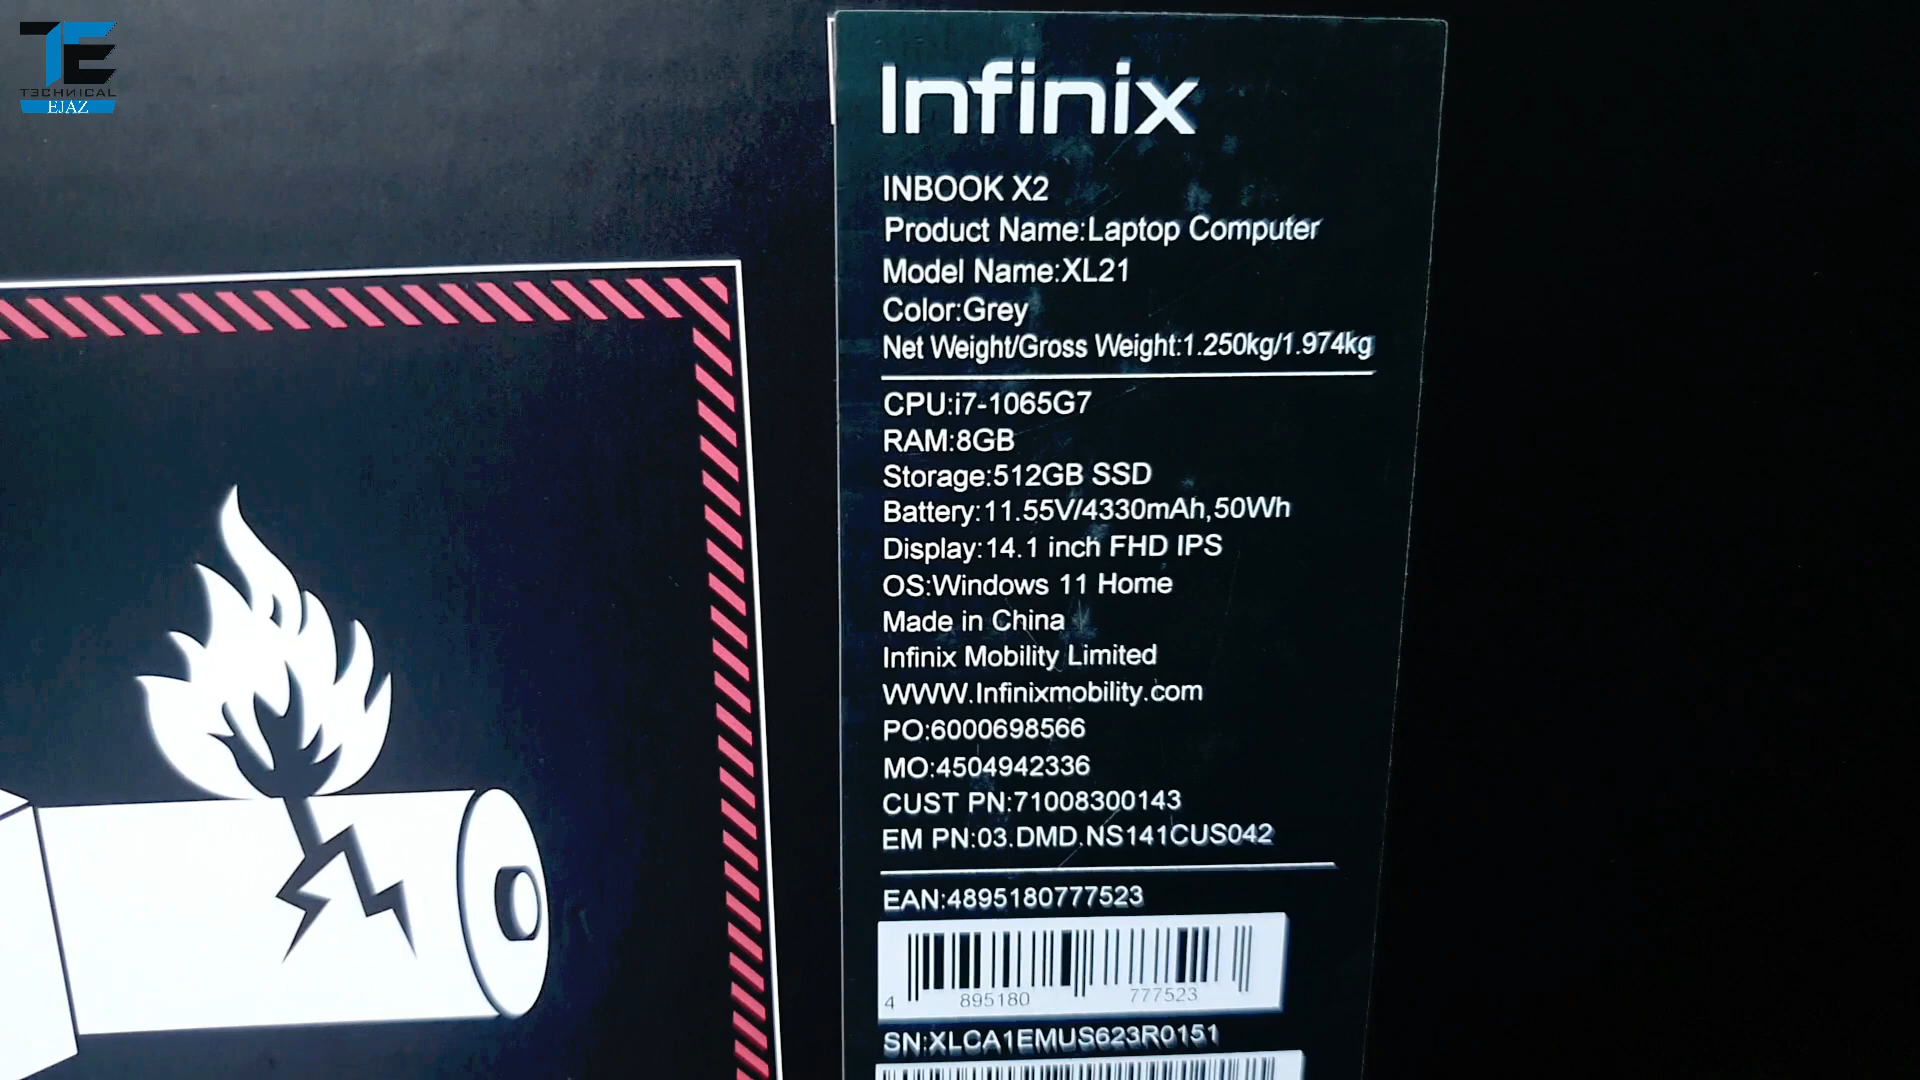 TECHNICAL
EJAZ
Infinix
INBOOK X2
Product Name:Laptop Computer
Model Name:XL21
Color:Grey
Net Weight/Gross Weight:1.250kg/1.974kg
CPU:i7-1065G7
RAM:8GB
Storage:512GB SSD
Battery:11.55V/4330mAh,50Wh
Display:14.1 inch FHD IPS
OS:Windows 11 Home
Made in China
Infinix Mobility Limited
WWW.Infinixmobility.com
PO:6000698566
MO:4504942336
CUST PN:71008300143
EM PN:03.DMD.NS141CUS042
EAN:4895180777523
4 895180 777523
SN:XLCA1EMUS623R0151